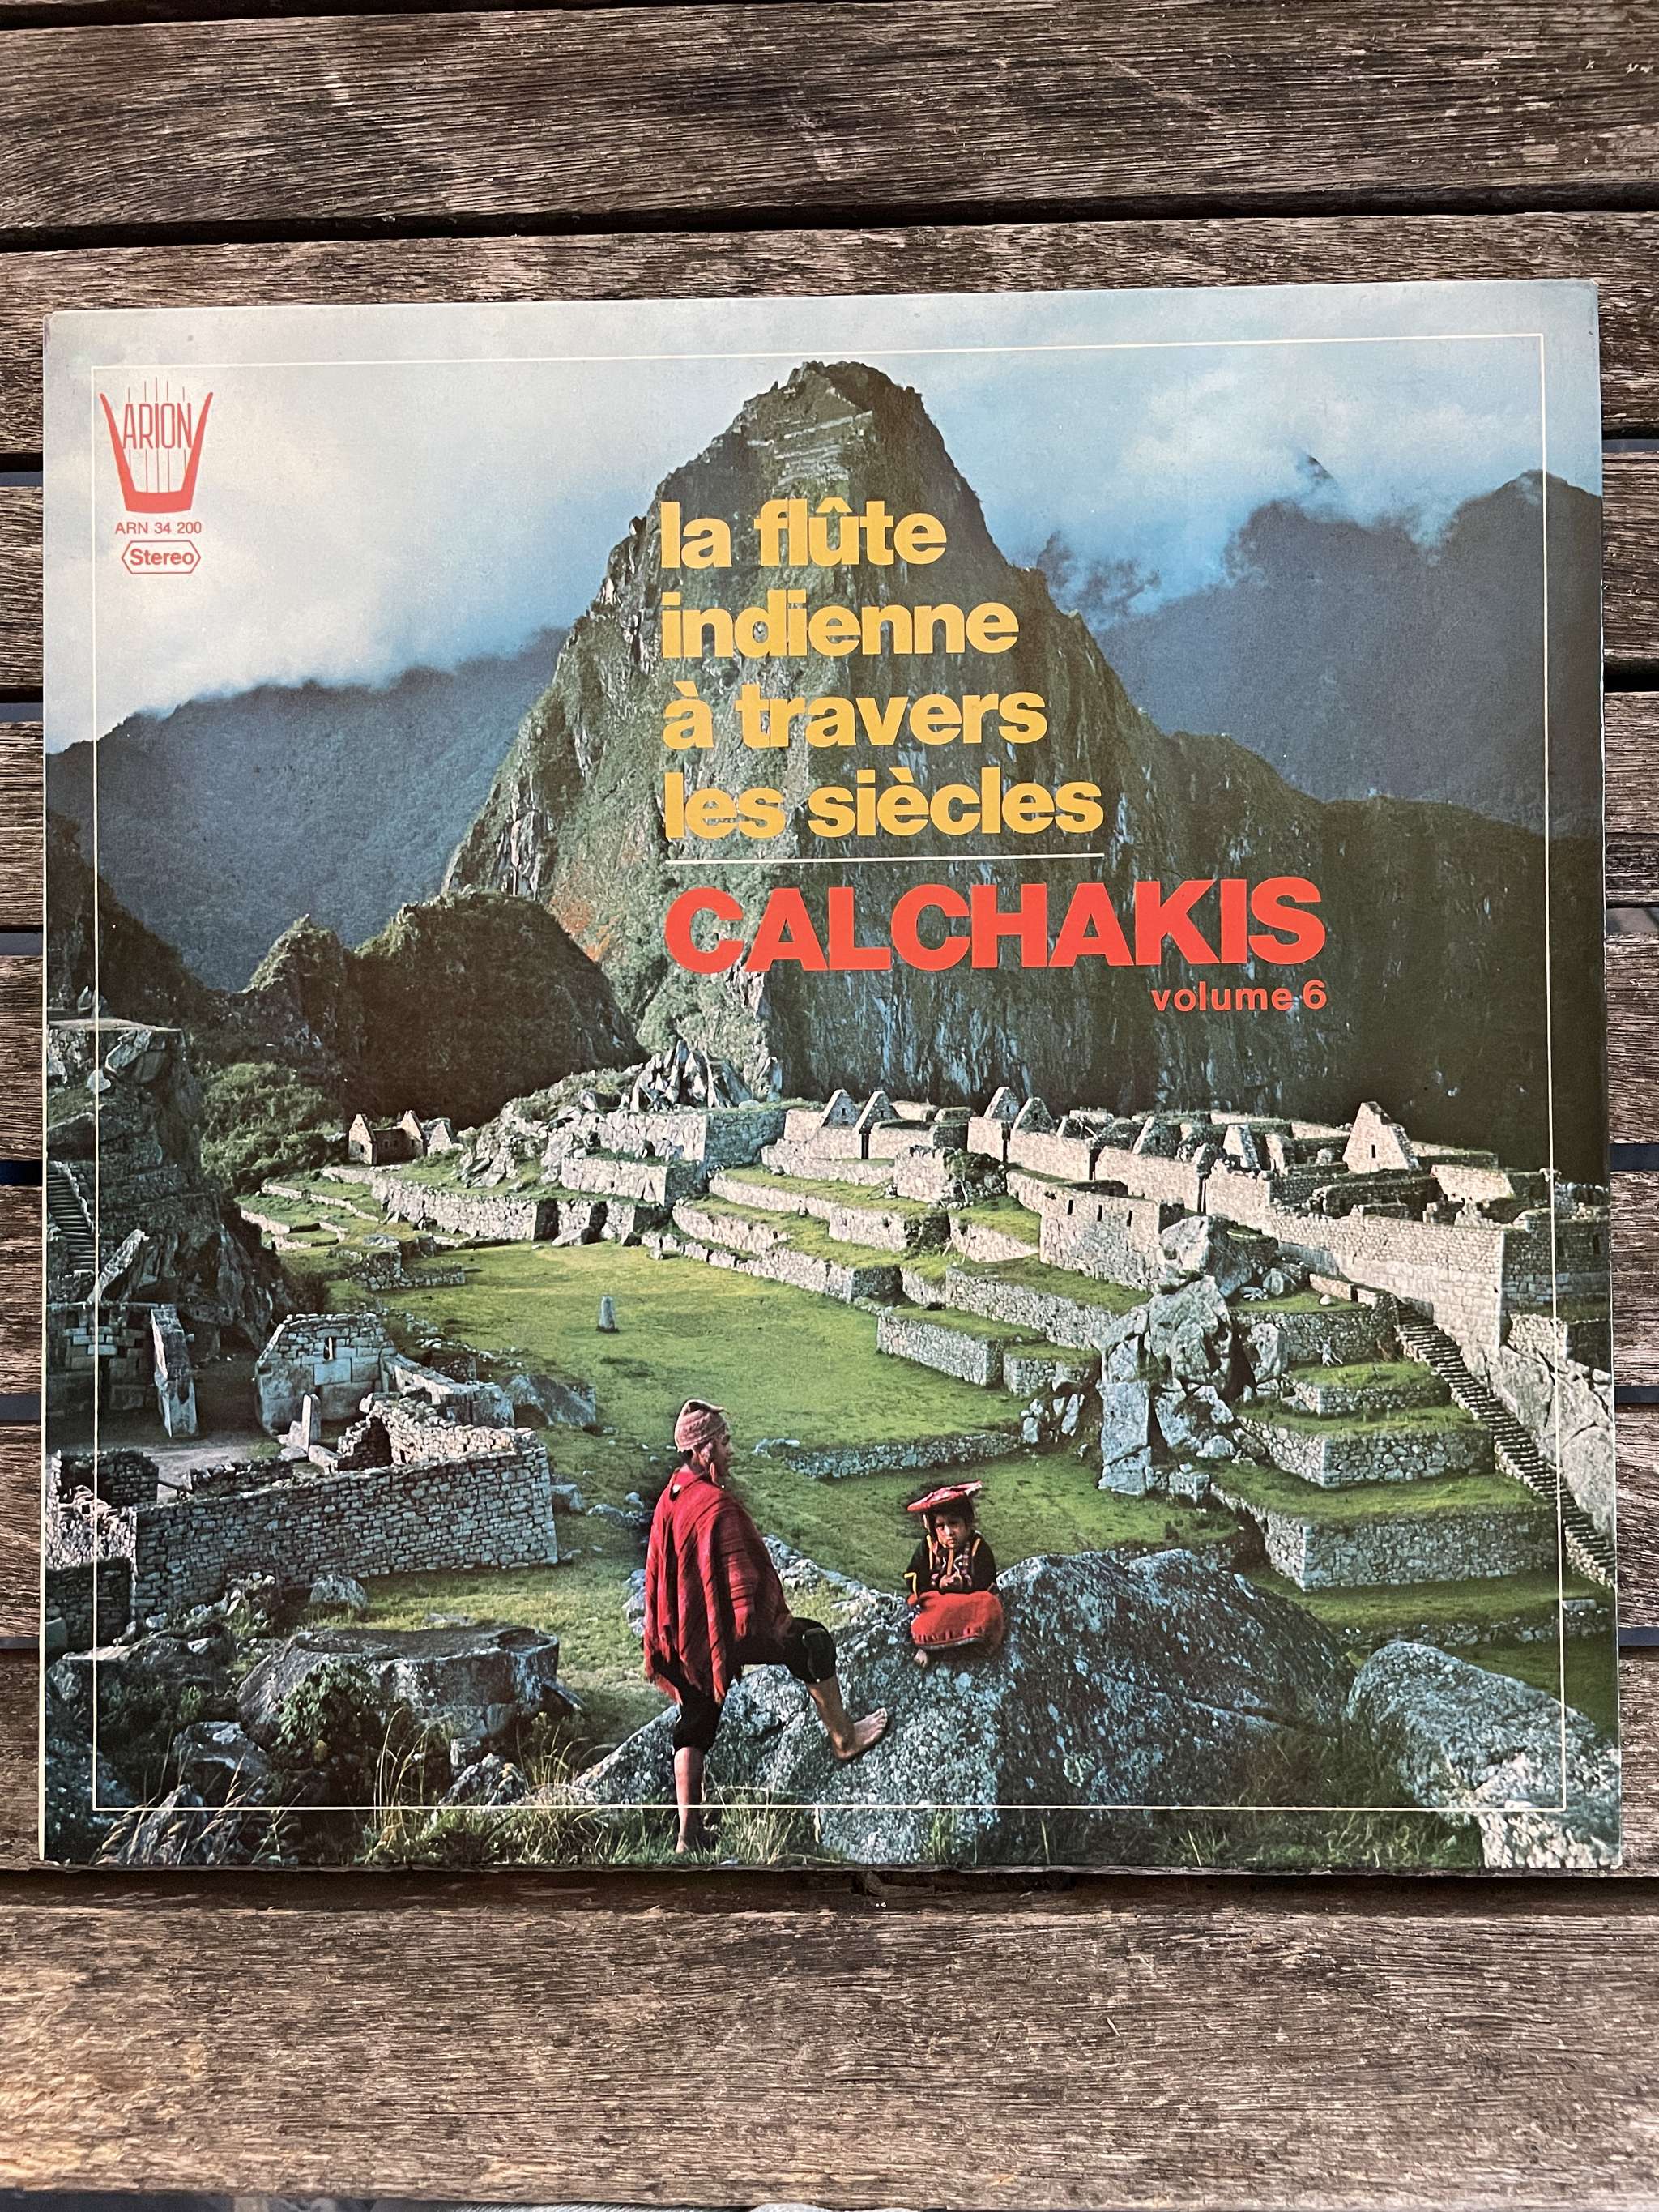 ARION
ARN 34 200
Stereo
la flûte
indienne
à travers
les siècles
CALCHAKIS
volume 6